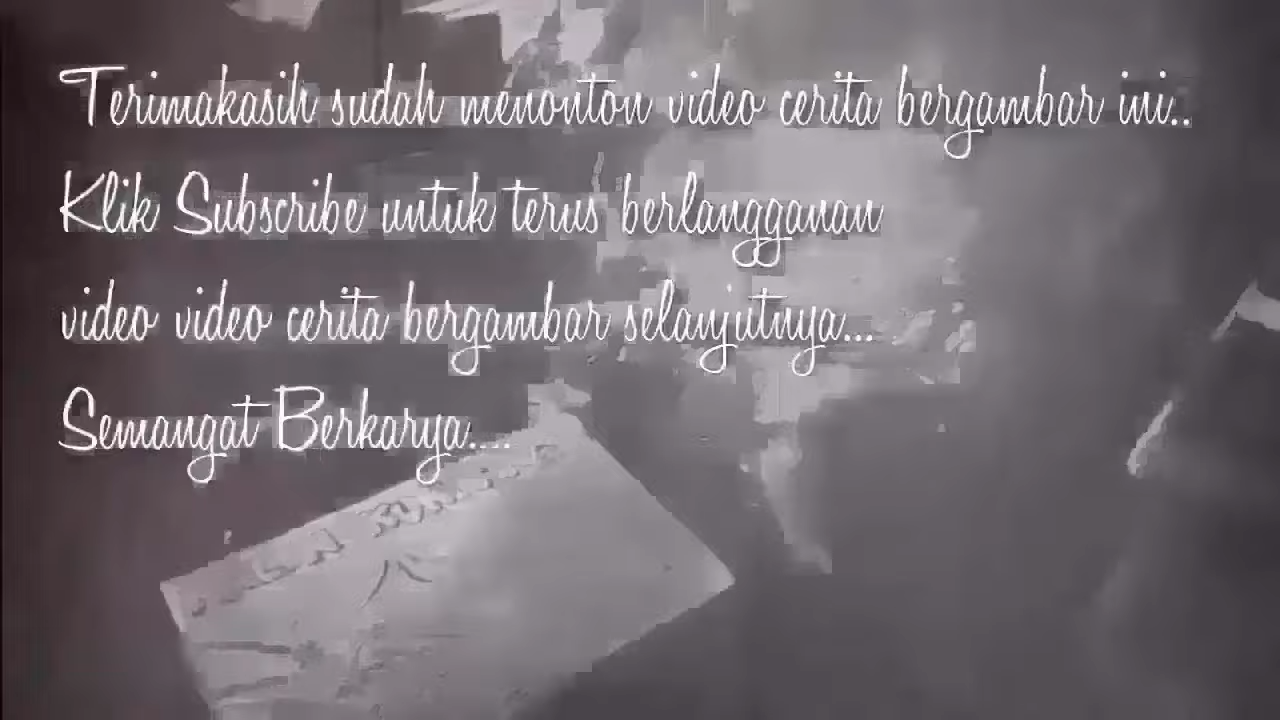 Terimakasih sudah menonton video cerita bergambar ini..
Klik Subscribe untuk terus berlangganan
video video cerita bergambar selanjutnya...
Semangat Berkarya....